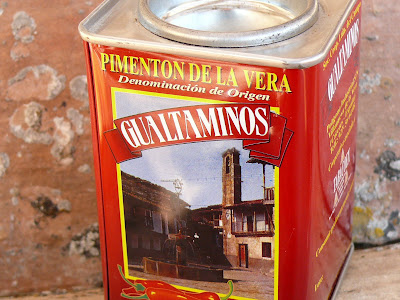 PIMENTON DE LA VERA
Denominación de Origen
GUALTAMINOS
GUALTAMINOS